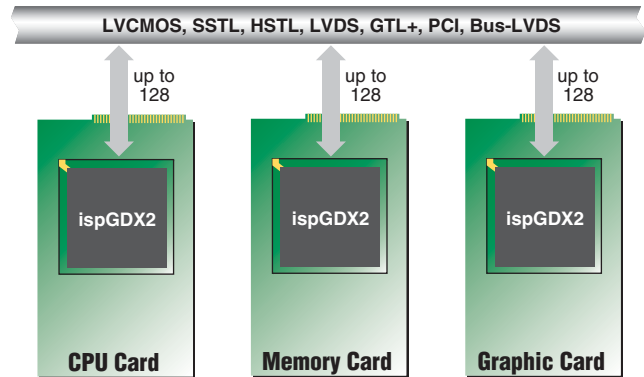 LVCMOS, SSTL, HSTL, LVDS, GTL+, PCI, Bus-LVDS
up to
128
up to
128
up to
128
ispGDX2
ispGDX2
ispGDX2
CPU Card
Memory Card
Graphic Card